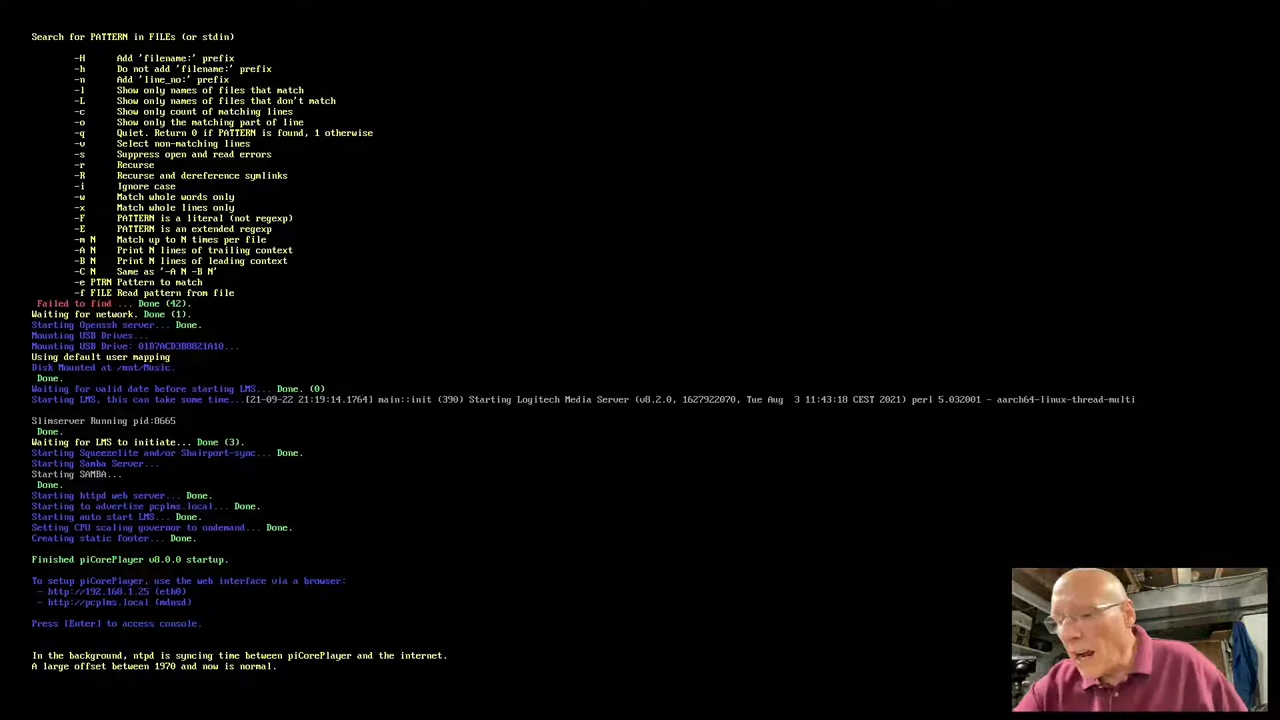 Search for PATTERN in FILEs (or stdin)
-H Add 'filename:' prefix
-h Do not add 'filename:' prefix
-n Add 'line_no:' prefix
-l Show only names of files that match
-L Show only names of files that don't match
-c Show only count of matching lines
-o Show only the matching part of line
-q Quiet. Return 0 if PATTERN is found, 1 otherwise
-v Select non-matching lines
-s Suppress open and read errors
-r Recurse
-R Recurse and dereference symlinks
-i Ignore case
-w Match whole words only
-x Match whole lines only
-F PATTERN is a literal (not regexp)
-E PATTERN is an extended regexp
-m N Match up to N times per file
-A N Print N lines of trailing context
-B N Print N lines of leading context
-C N Same as '-A N -B N'
-e PTRN Pattern to match
-f FILE Read pattern from file
Failed to find ... Done (42).
Waiting for network. Done (1).
Starting Openssh server... Done.
Mounting USB Drives...
Mounting USB Drive: 01D7ACD3B8821A10...
Using default user mapping
Disk Mounted at /mnt/Music.
Done.
Waiting for valid date before starting LMS... Done. (0)
Starting LMS, this can take some time...[21-09-22 21:19:14.1764] main::init (390) Starting Logitech Media Server (v8.2.0, 1627922070, Tue Aug  3 11:43:18 CEST 2021) perl 5.032001 - aarch64-linux-thread-multi
Slimserver Running pid:8665
Done.
Waiting for LMS to initiate... Done (3).
Starting Squeezelite and/or Shairport-sync... Done.
Starting Samba Server...
Starting SAMBA...
Done.
Starting httpd web server... Done.
Starting to advertise pcplms.local... Done.
Starting auto start LMS... Done.
Setting CPU scaling governor to ondemand... Done.
Creating static footer... Done.
Finished piCorePlayer v8.0.0 startup.
To setup piCorePlayer, use the web interface via a browser:
- http://192.168.1.25 (eth0)
- http://pcplms.local (mdnsd)
Press [Enter] to access console.
In the background, ntpd is syncing time between piCorePlayer and the internet.
A large offset between 1970 and now is normal.